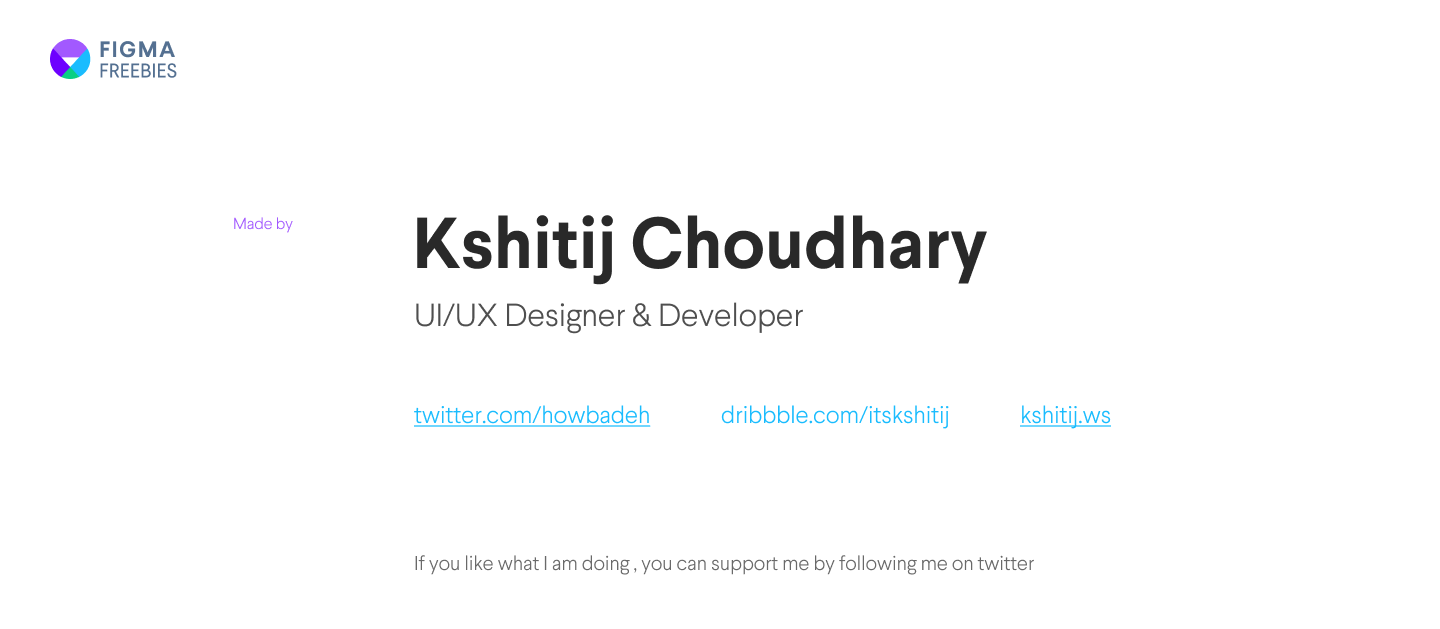 FIGMA
FREEBIES
Made by
Kshitij Choudhary
UI/UX Designer & Developer
twitter.com/howbadeh dribbble.com/itskshitij kshitij.ws
If you like what I am doing , you can support me by following me on twitter